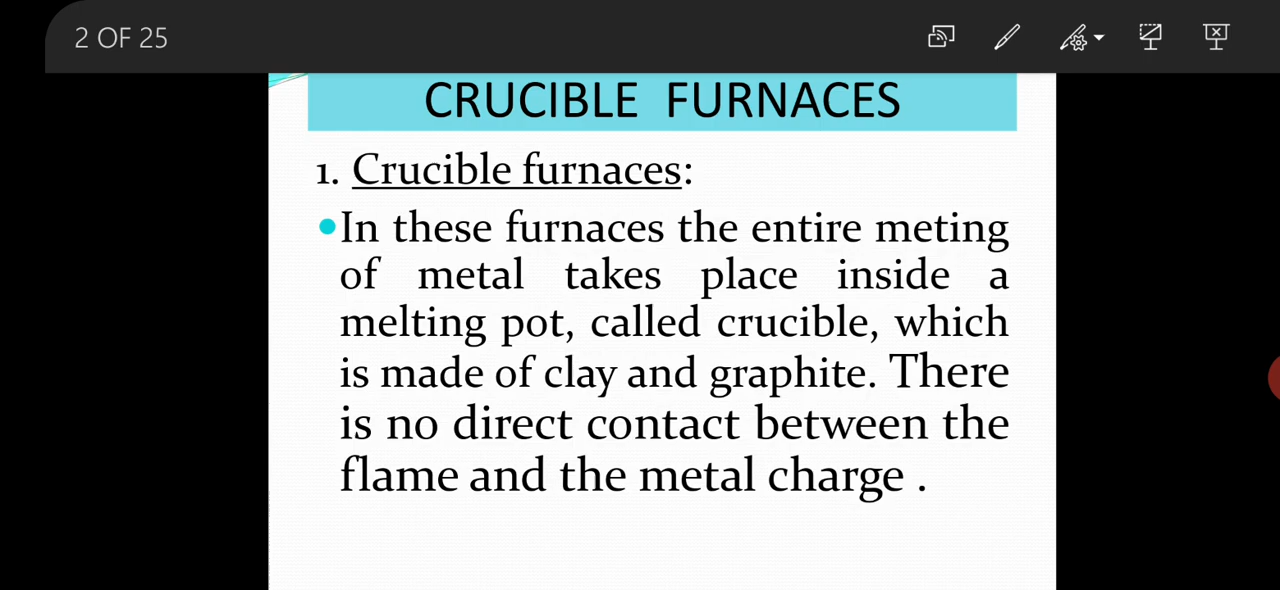 2 OF 25
CRUCIBLE FURNACES
1. Crucible furnaces:
•In these furnaces the entire meting
of metal takes place inside a
melting pot, called crucible, which
is made of clay and graphite. There
is no direct contact between the
flame and the metal charge .